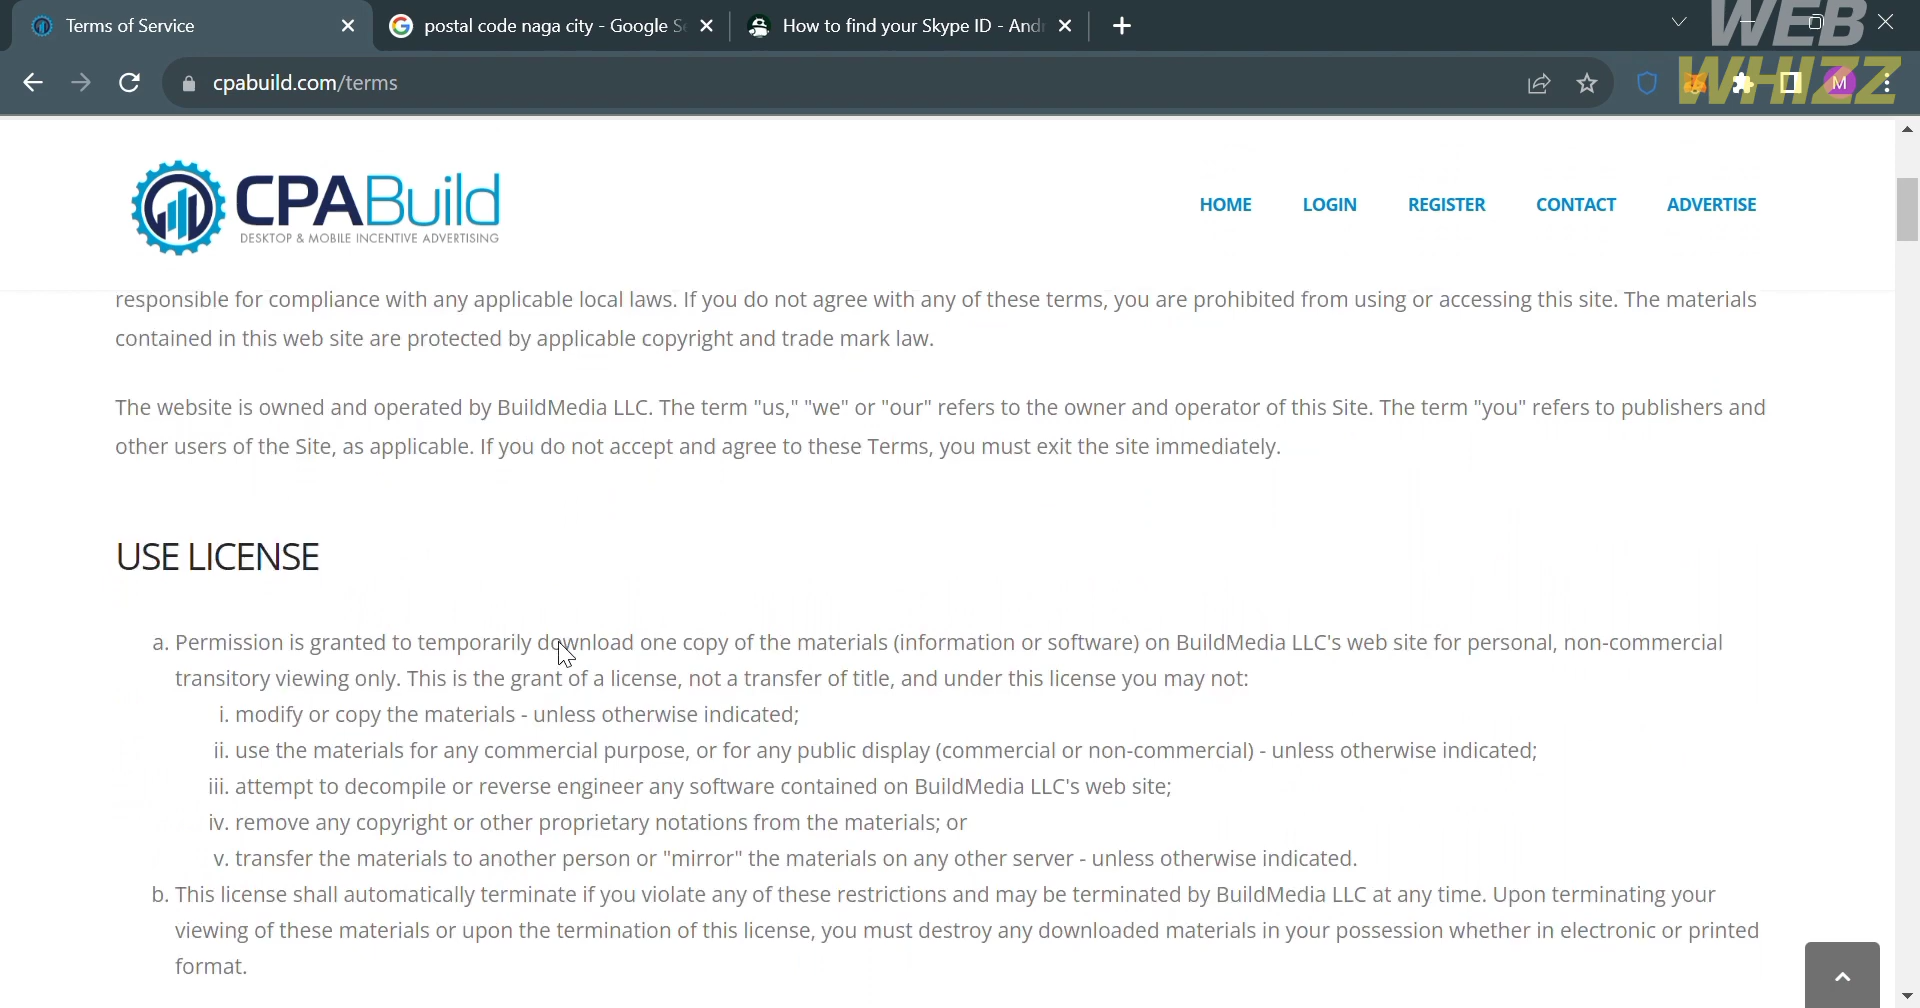 Terms of Service
postal code naga city - Google Se
How to find your Skype ID - Andr
WEB
WHIZZ
cpabuild.com/terms
M
CPABuild
DESKTOP & MOBILE INCENTIVE ADVERTISING
HOME LOGIN REGISTER CONTACT ADVERTISE
responsible for compliance with any applicable local laws. If you do not agree with any of these terms, you are prohibited from using or accessing this site. The materials
contained in this web site are protected by applicable copyright and trade mark law.
The website is owned and operated by BuildMedia LLC. The term "us," "we" or "our" refers to the owner and operator of this Site. The term "you" refers to publishers and
other users of the Site, as applicable. If you do not accept and agree to these Terms, you must exit the site immediately.
USE LICENSE
a. Permission is granted to temporarily download one copy of the materials (information or software) on BuildMedia LLC's web site for personal, non-commercial
transitory viewing only. This is the grant of a license, not a transfer of title, and under this license you may not:
i. modify or copy the materials - unless otherwise indicated;
ii. use the materials for any commercial purpose, or for any public display (commercial or non-commercial) - unless otherwise indicated;
iii. attempt to decompile or reverse engineer any software contained on BuildMedia LLC's web site;
iv. remove any copyright or other proprietary notations from the materials; or
v. transfer the materials to another person or "mirror" the materials on any other server - unless otherwise indicated.
b. This license shall automatically terminate if you violate any of these restrictions and may be terminated by BuildMedia LLC at any time. Upon terminating your
viewing of these materials or upon the termination of this license, you must destroy any downloaded materials in your possession whether in electronic or printed
format.